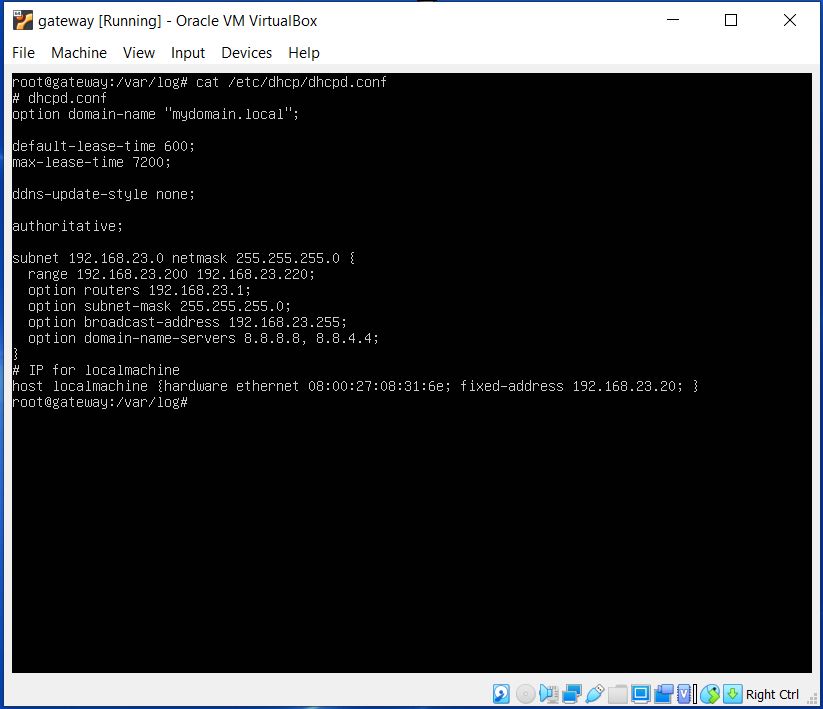 gateway [Running] - Oracle VM VirtualBox
File Machine View Input Devices Help
root@gateway:/var/log# cat /etc/dhcp/dhcpd.conf
# dhcpd.conf
option domain-name "mydomain.local";
default-lease-time 600;
max-lease-time 7200;
ddns-update-style none;
authoritative;
subnet 192.168.23.0 netmask 255.255.255.0 {
  range 192.168.23.200 192.168.23.220;
  option routers 192.168.23.1;
  option subnet-mask 255.255.255.0;
  option broadcast-address 192.168.23.255;
  option domain-name-servers 8.8.8.8, 8.8.4.4;
}
# IP for localmachine
host localmachine {hardware ethernet 08:00:27:08:31:6e; fixed-address 192.168.23.20; }
root@gateway:/var/log#
Right Ctrl